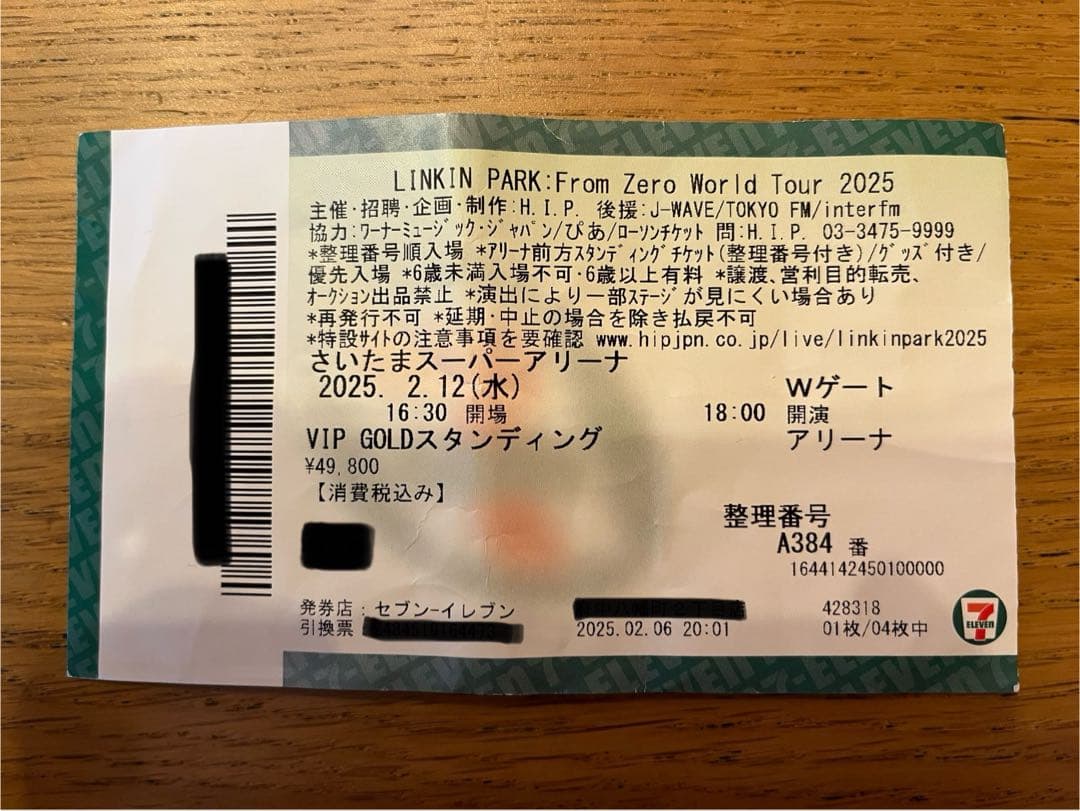 LINKIN PARK:From Zero World Tour 2025
主催・招聘・企画・制作:H.I.P. 後援:J-WAVE/TOKYO FM/interfm
協力:ワーナーミュージック・ジャパン/ぴあ/ローソンチケット 問:H.I.P. 03-3475-9999
*整理番号順入場 *アリーナ前方スタンディングチケット(整理番号付き)/グッズ付き/
優先入場 *6歳未満入場不可・6歳以上有料 *譲渡、営利目的転売、
オークション出品禁止 *演出により一部ステージが見にくい場合あり
*再発行不可 *延期・中止の場合を除き払戻不可
*特設サイトの注意事項を要確認 www.hipjpn.co.jp/live/linkinpark2025
さいたまスーパーアリーナ
2025. 2.12(水) Wゲート
16:30 開場 18:00 開演
VIP GOLDスタンディング アリーナ
¥49,800
【消費税込み】
整理番号
A384 番
1644142450100000
発券店:セブン-イレブン 428318
引換票 2025.02.06 20:01 01枚/04枚中
7
ELEVEN